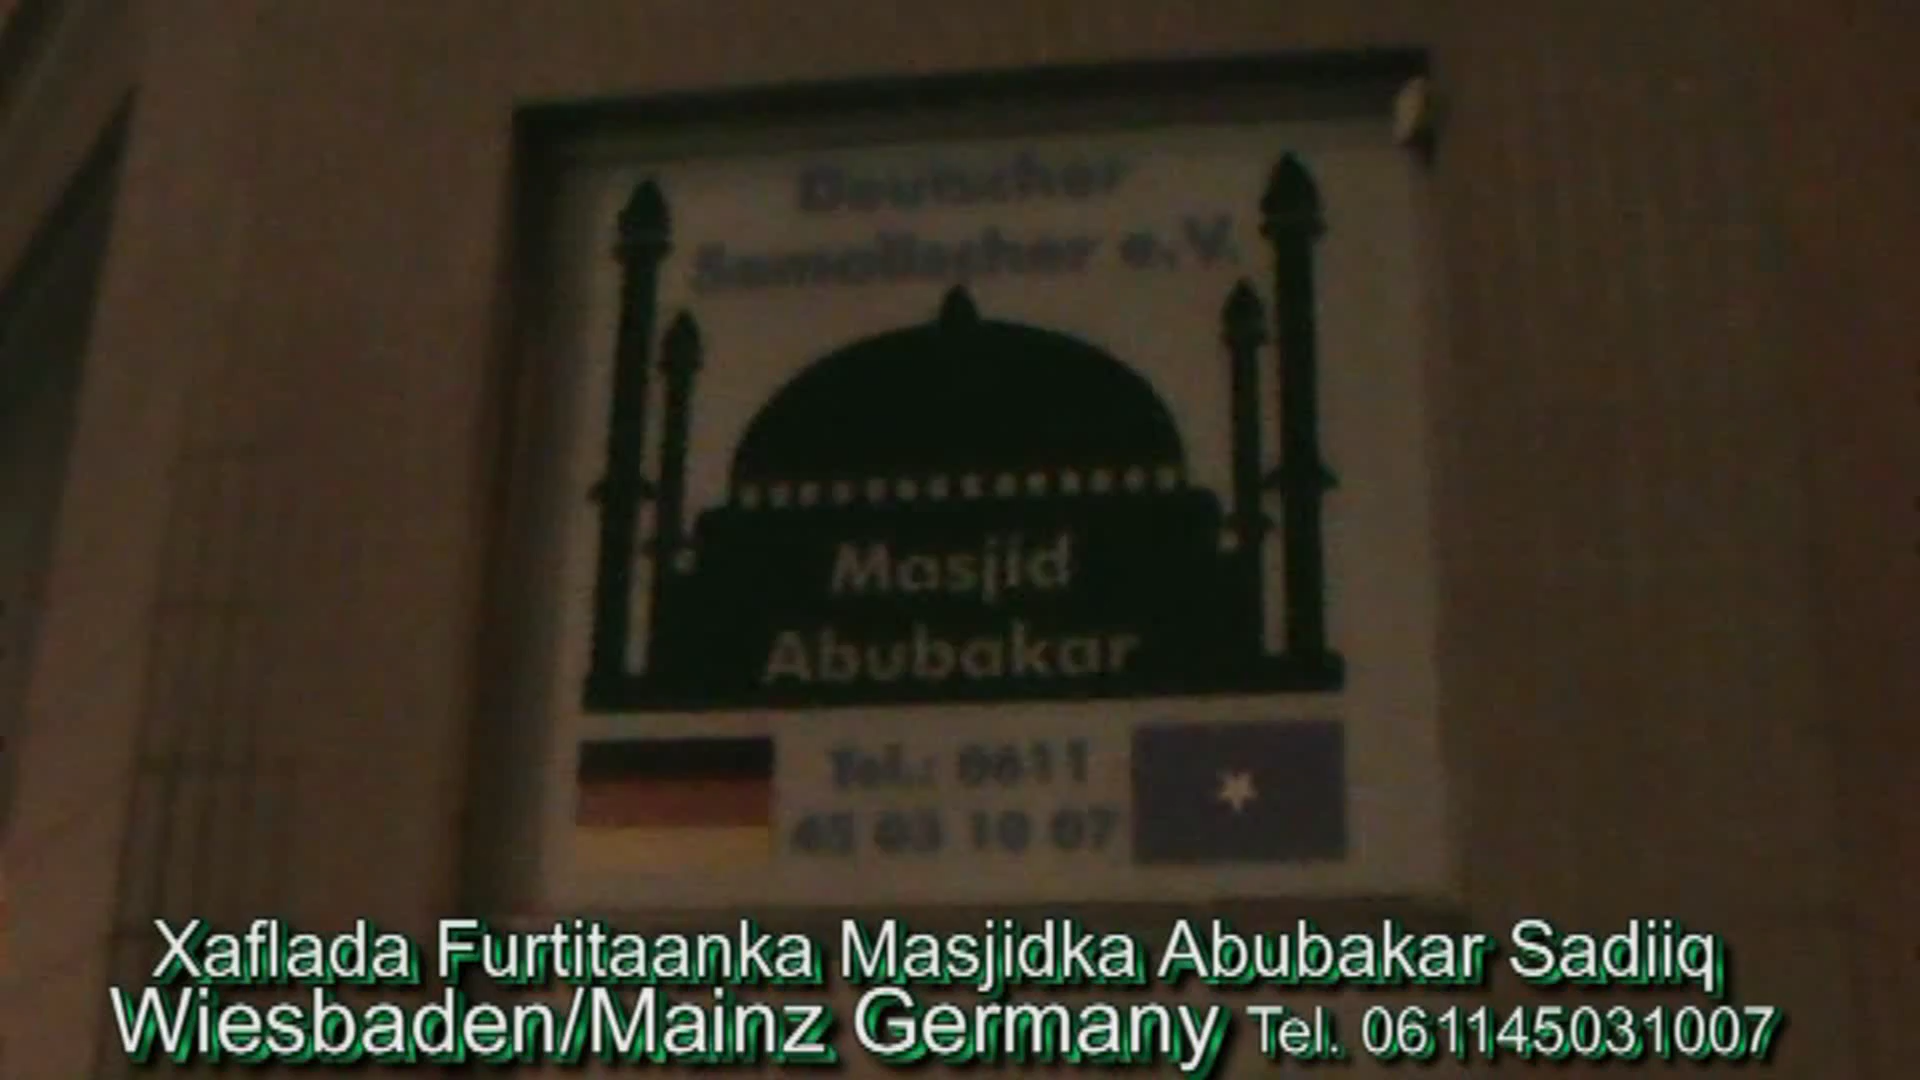 Deutscher
Somalischer e.V.
Masjid
Abubakar
Tel.: 0611
45 03 10 07
Xaflada Furtitaanka Masjidka Abubakar Sadiiq
Wiesbaden/Mainz Germany Tel. 061145031007